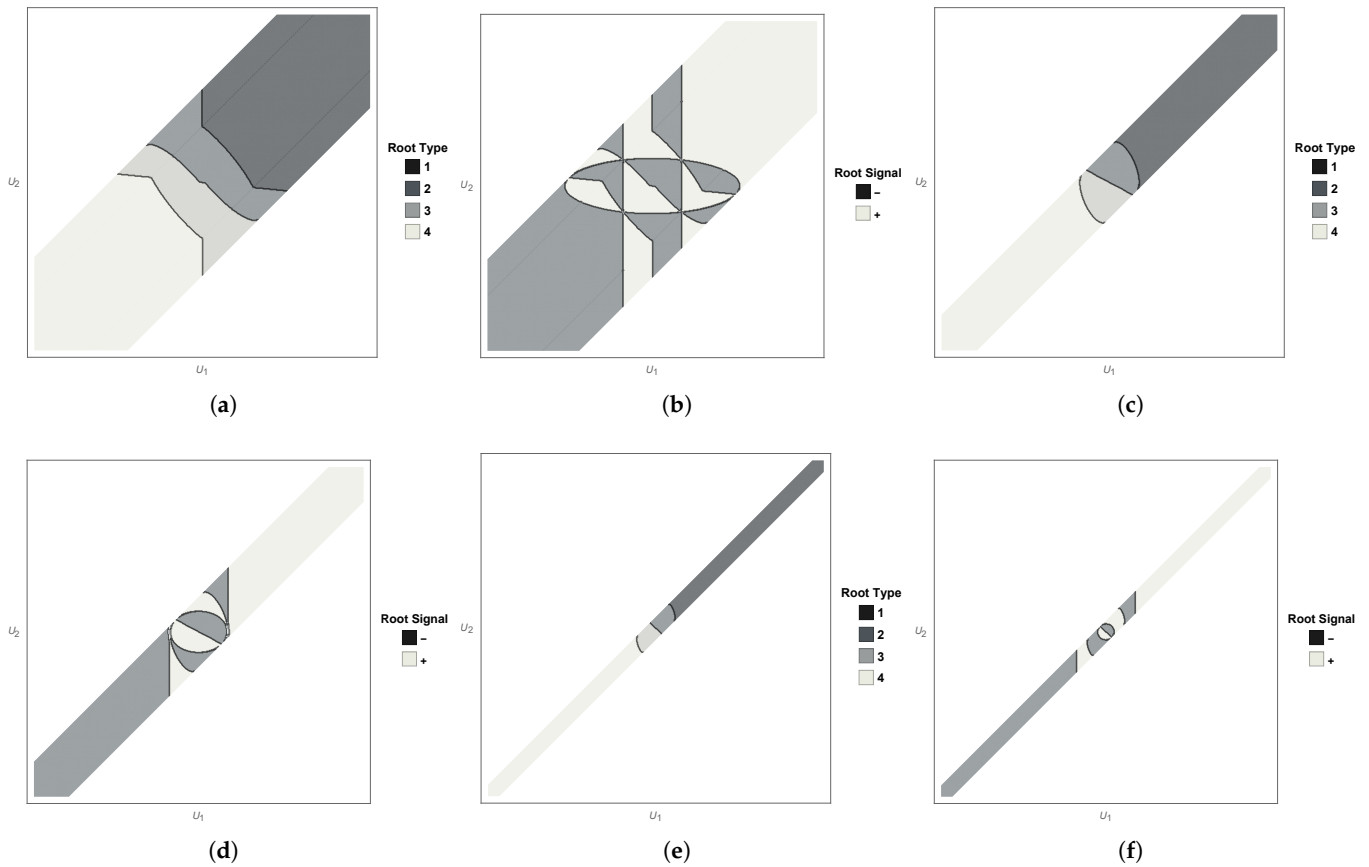 U2
U1
Root Type
1
2
3
4
(a)
U2
U1
Root Signal
−
+
(b)
U2
U1
Root Type
1
2
3
4
(c)
U2
U1
Root Signal
−
+
(d)
U2
U1
Root Type
1
2
3
4
(e)
U2
U1
Root Signal
−
+
(f)